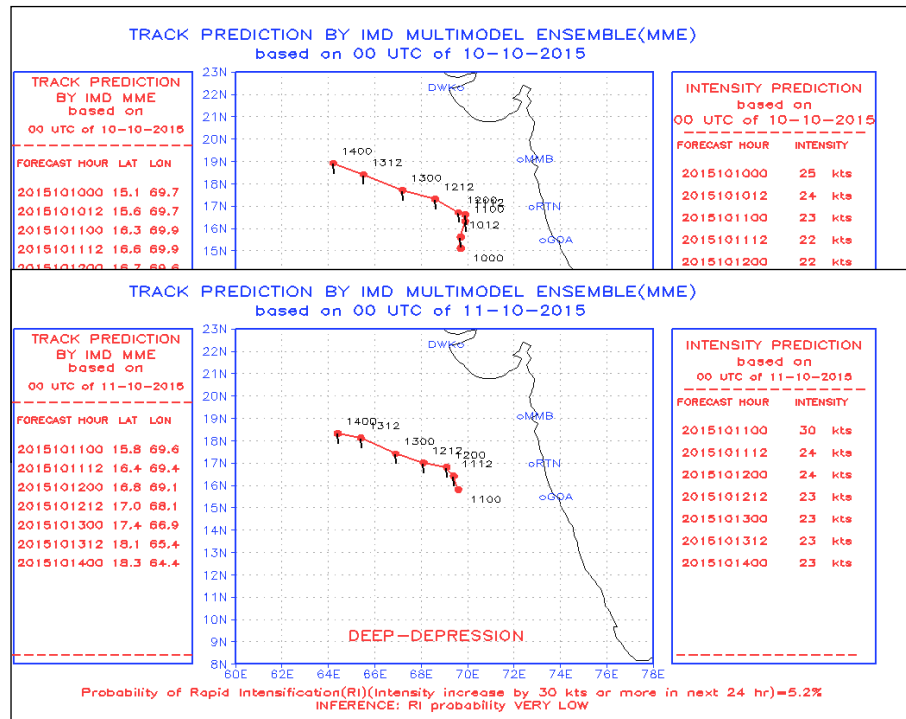 TRACK PREDICTION BY IMD MULTIMODEL ENSEMBLE(MME)
based on 00 UTC of 10-10-2015
TRACK PREDICTION
BY IMD MME
based on
00 UTC of 10-10-2015
FORECAST HOUR LAT LON
2015101000 15.1 69.7
2015101012 15.6 69.7
2015101100 16.3 69.9
2015101112 16.6 69.9
2015101200 16.7 69.6
23N
22N
21N
20N
19N
18N
17N
16N
15N
DWK
MMB
RTN
GOA
1400
1312
1300
1212
1200
1112
1100
1012
1000
INTENSITY PREDICTION
based on
00 UTC of 10-10-2015
FORECAST HOUR INTENSITY
2015101000 25 kts
2015101012 24 kts
2015101100 23 kts
2015101112 22 kts
2015101200 22 kts
TRACK PREDICTION BY IMD MULTIMODEL ENSEMBLE(MME)
based on 00 UTC of 11-10-2015
TRACK PREDICTION
BY IMD MME
based on
00 UTC of 11-10-2015
FORECAST HOUR LAT LON
2015101100 15.8 69.6
2015101112 16.4 69.4
2015101200 16.8 69.1
2015101212 17.0 68.1
2015101300 17.4 66.9
2015101312 18.1 65.4
2015101400 18.3 64.4
23N
22N
21N
20N
19N
18N
17N
16N
15N
14N
13N
12N
11N
10N
9N
8N
DWK
MMB
RTN
GOA
1400
1312
1300
1212
1200
1112
1100
DEEP-DEPRESSION
60E 62E 64E 66E 68E 70E 72E 74E 76E 78E
INTENSITY PREDICTION
based on
00 UTC of 11-10-2015
FORECAST HOUR INTENSITY
2015101100 30 kts
2015101112 24 kts
2015101200 24 kts
2015101212 23 kts
2015101300 23 kts
2015101312 23 kts
2015101400 23 kts
Probability of Rapid Intensification(RI)(Intensity increase by 30 kts or more in next 24 hr)=5.2%
INFERENCE: RI probability VERY LOW